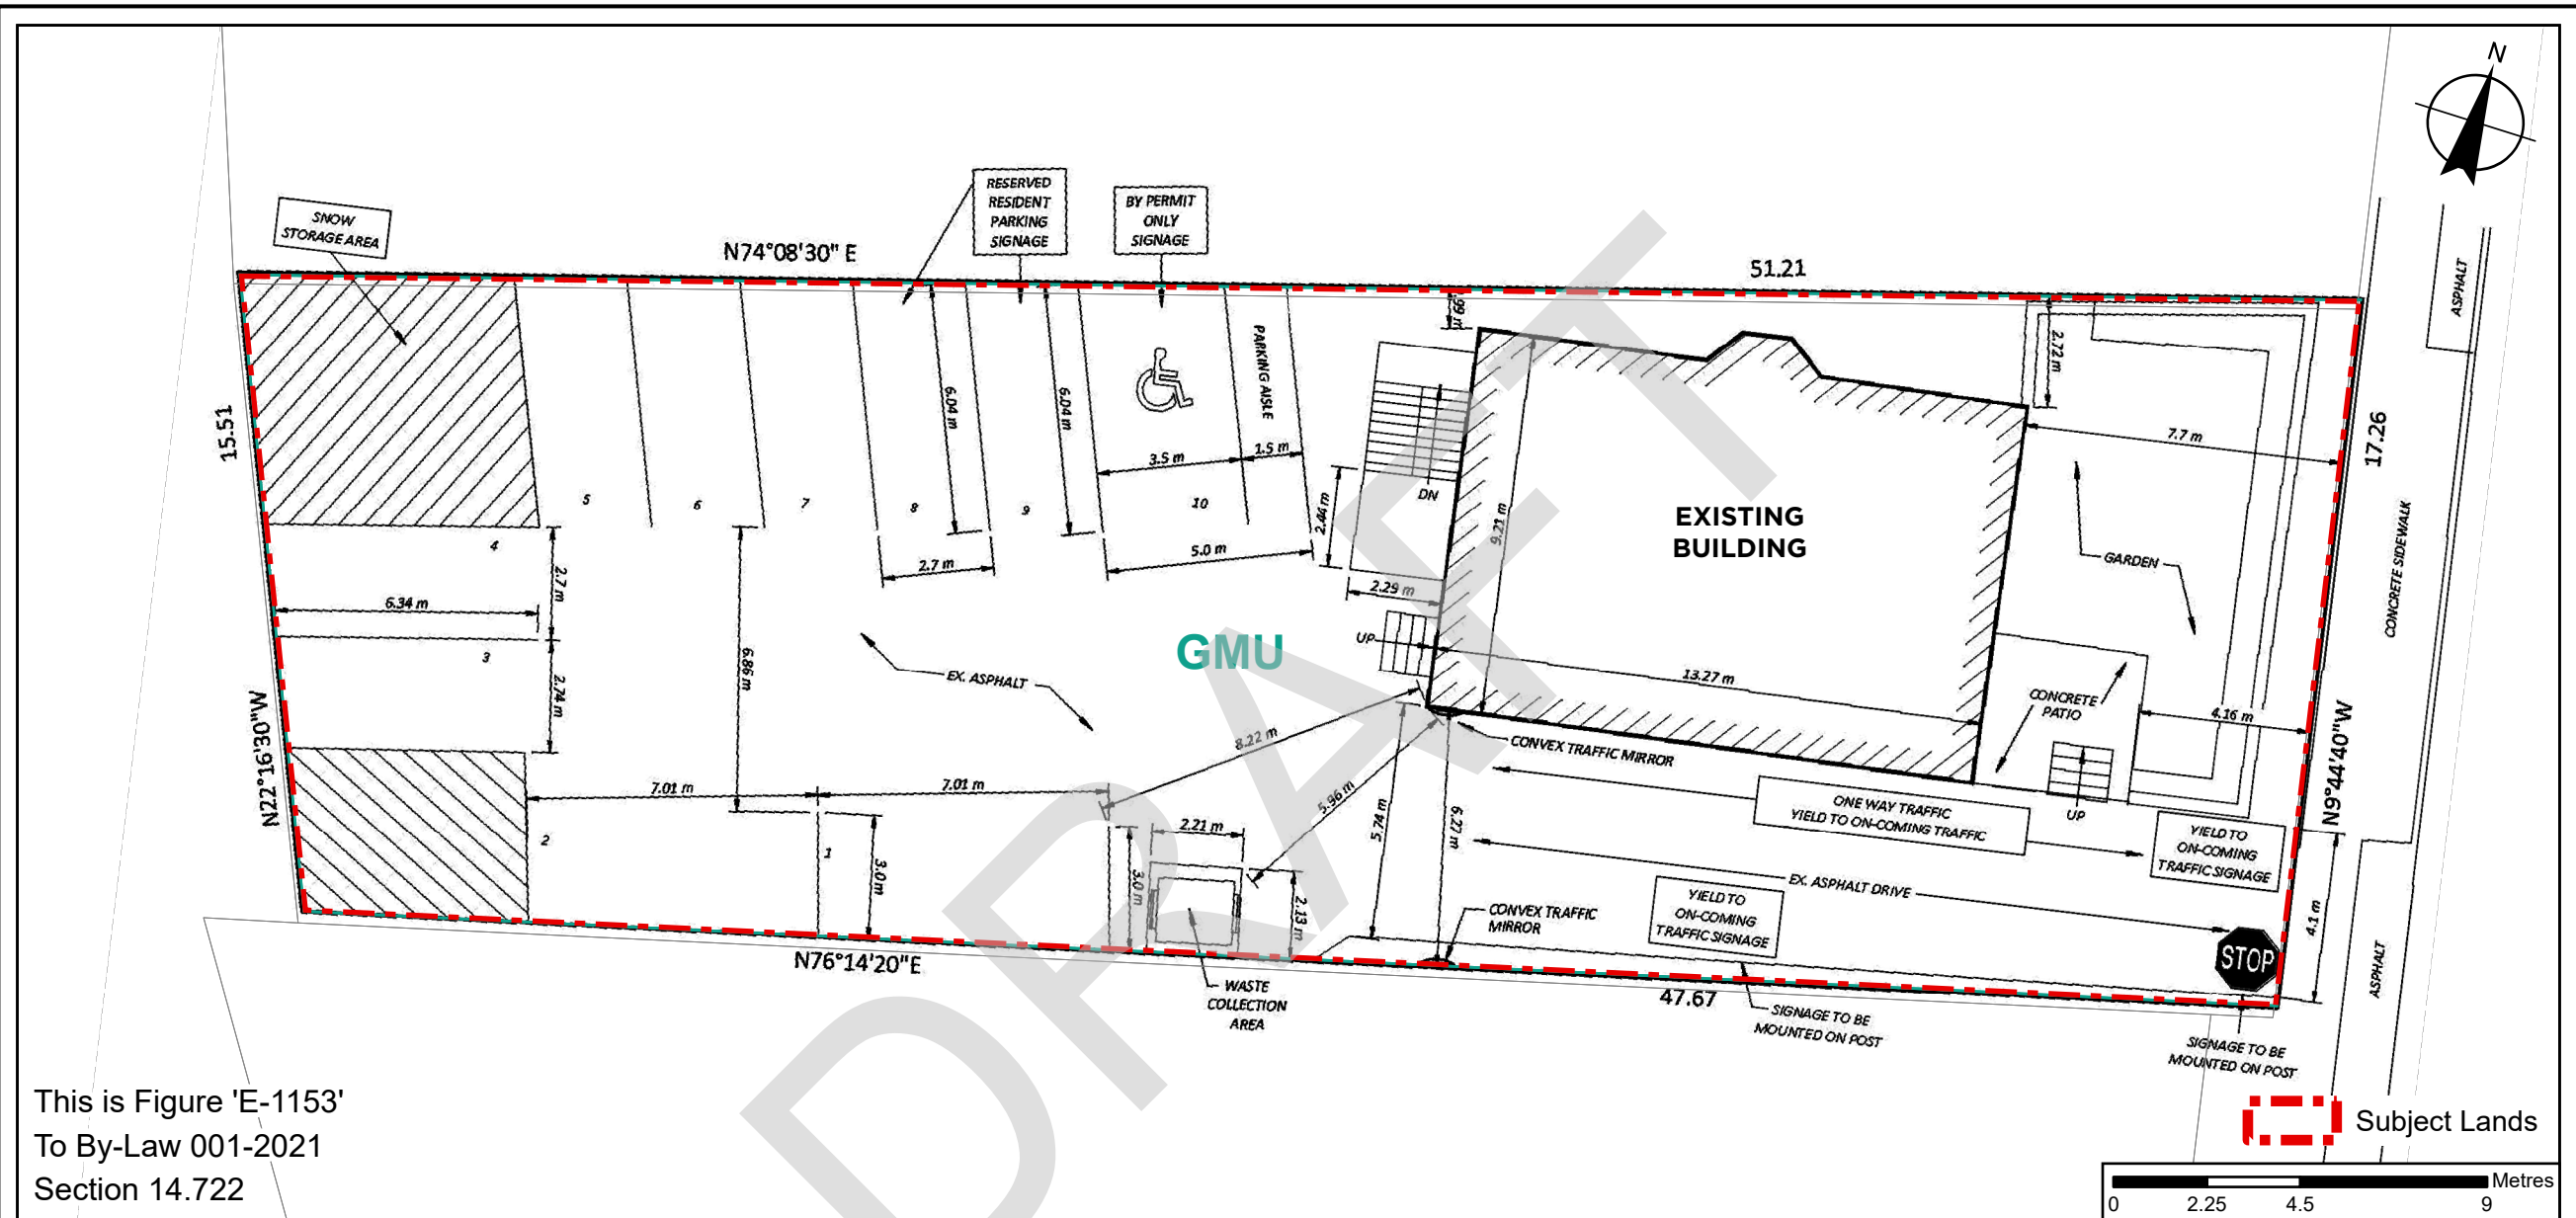 N
SNOW
STORAGE AREA
RESERVED
RESIDENT
PARKING
SIGNAGE
BY PERMIT
ONLY
SIGNAGE
N74°08'30" E
51.21
ASPHALT
15.51
6.04 m
6.04 m
PARKING AISLE
3.5 m
1.5 m
2.72 m
7.7 m
17.26
5
6
7
8
9
10
DN
2.44 m
9.21 m
EXISTING
BUILDING
GARDEN
CONCRETE SIDEWALK
4
2.7 m
2.7 m
5.0 m
6.34 m
2.29 m
3
2.74 m
6.86 m
EX. ASPHALT
GMU
UP
13.27 m
CONCRETE
PATIO
4.16 m
N22°16'30"W
N9°44'40"W
8.22 m
CONVEX TRAFFIC MIRROR
7.01 m
7.01 m
5.96 m
5.74 m
6.27 m
ONE WAY TRAFFIC
YIELD TO ON-COMING TRAFFIC
UP
YIELD TO
ON-COMING
TRAFFIC SIGNAGE
2
1
3.0 m
3.0 m
2.21 m
2.13 m
EX. ASPHALT DRIVE
YIELD TO
ON-COMING
TRAFFIC SIGNAGE
CONVEX TRAFFIC
MIRROR
4.1 m
STOP
ASPHALT
N76°14'20"E
WASTE
COLLECTION
AREA
47.67
SIGNAGE TO BE
MOUNTED ON POST
SIGNAGE TO BE
MOUNTED ON POST
DRAFT
This is Figure 'E-1153'
To By-Law 001-2021
Section 14.722
Subject Lands
Metres
0 2.25 4.5 9